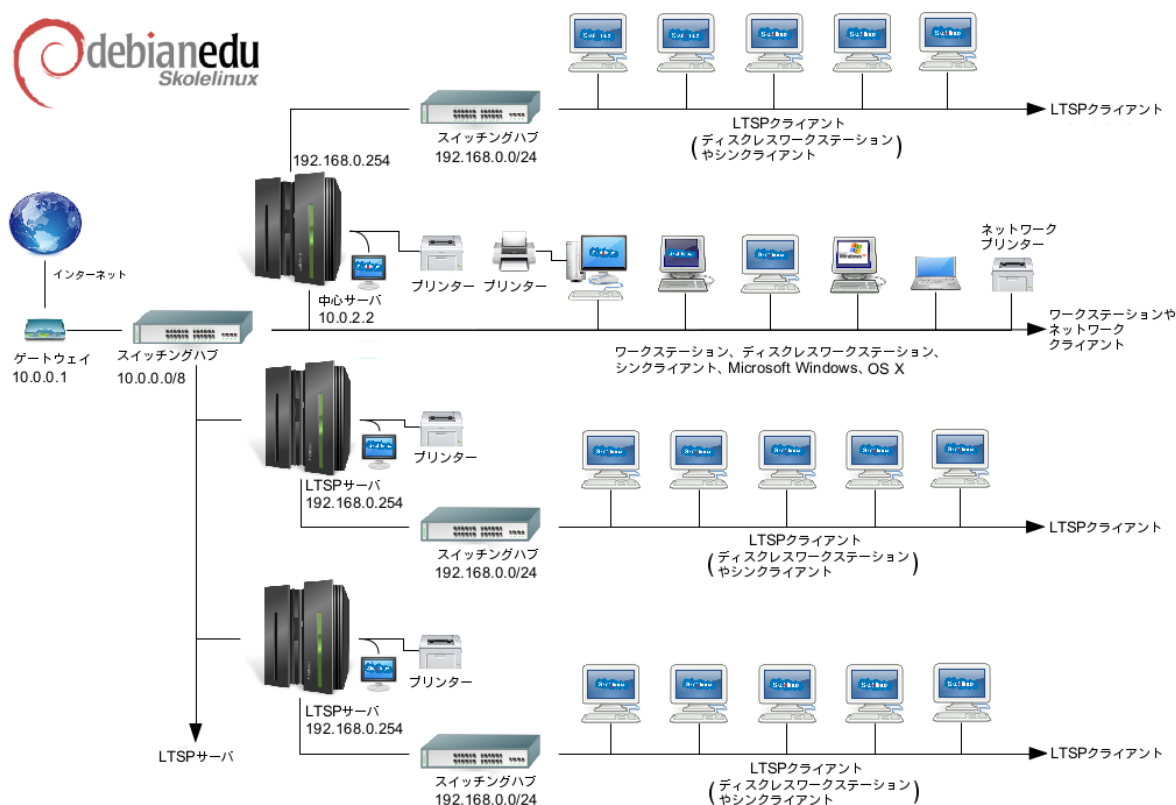 debianedu
Skolelinux
LTSPクライアント
スイッチングハブ
192.168.0.0/24
LTSPクライアント
(ディスクレスワークステーション
やシンクライアント)
192.168.0.254
インターネット
プリンター
プリンター
ネットワーク
プリンター
中心サーバ
10.0.2.2
ゲートウェイ
10.0.0.1
スイッチングハブ
10.0.0.0/8
ワークステーションや
ネットワーク
クライアント
ワークステーション、ディスクレスワークステーション、
シンクライアント、Microsoft Windows、OS X
プリンター
LTSPサーバ
192.168.0.254
スイッチングハブ
192.168.0.0/24
LTSPクライアント
(ディスクレスワークステーション
やシンクライアント)
LTSPクライアント
プリンター
LTSPサーバ
192.168.0.254
LTSPサーバ
スイッチングハブ
192.168.0.0/24
LTSPクライアント
(ディスクレスワークステーション
やシンクライアント)
LTSPクライアント